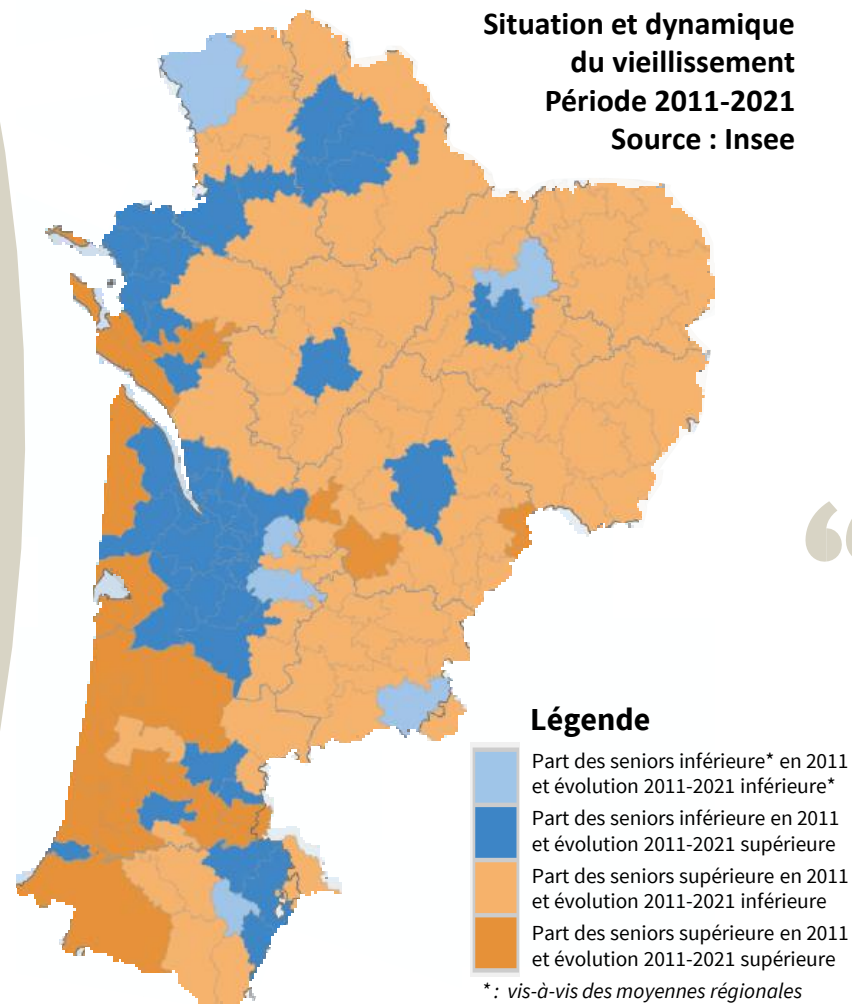 Situation et dynamique
du vieillissement
Période 2011-2021
Source : Insee
“
Légende
Part des seniors inférieure* en 2011
et évolution 2011-2021 inférieure*
Part des seniors inférieure en 2011
et évolution 2011-2021 supérieure
Part des seniors supérieure en 2011
et évolution 2011-2021 inférieure
Part des seniors supérieure en 2011
et évolution 2011-2021 supérieure
* : vis-à-vis des moyennes régionales